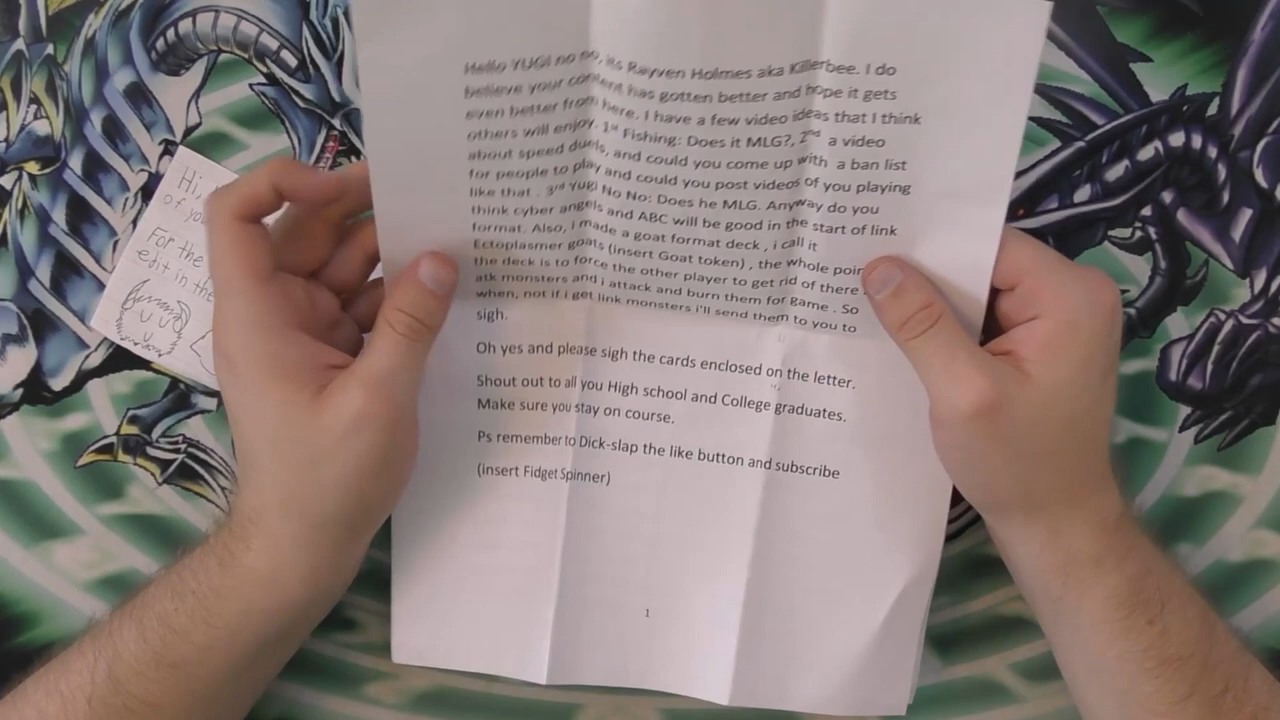 Hello YUGI no no, its Rayven Holmes aka Killerbee. I do
believe your content has gotten better and hope it gets
even better from here. I have a few video ideas that I think
others will enjoy. 1st Fishing: Does it MLG?, 2nd a video
about speed duels, and could you come up with a ban list
for people to play and could you post videos of you playing
like that . 3rd Yugi No No: Does he MLG. Anyway do you
think cyber angels and ABC will be good in the start of link
format. Also, i made a goat format deck , i call it
Ectoplasmer goats (insert Goat token) , the whole poin
the deck is to force the other player to get rid of there
atk monsters and i attack and burn them for game . So
when, not if i get link monsters i'll send them to you to
sigh.
Oh yes and please sigh the cards enclosed on the letter.
Shout out to all you High school and College graduates.
Make sure you stay on course.
Ps remember to Dick-slap the like button and subscribe
(insert Fidget Spinner)
1
Hi,
of you
For the
edit in the